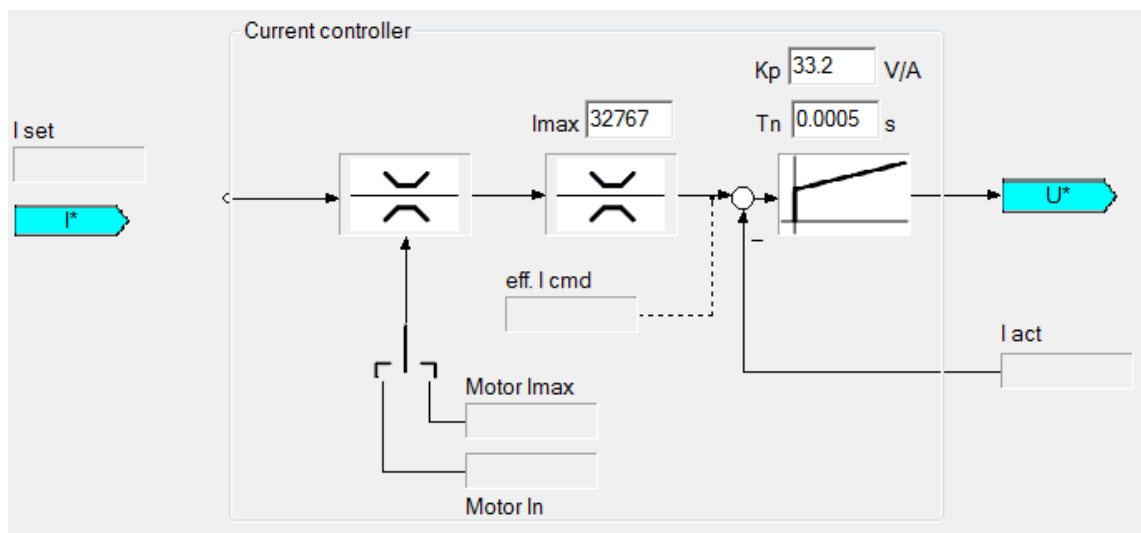 Current controller
Kp 33.2 V/A
Imax 32767
Tn 0.0005 s
I set
I*
U*
–
eff. I cmd
I act
Motor Imax
Motor In